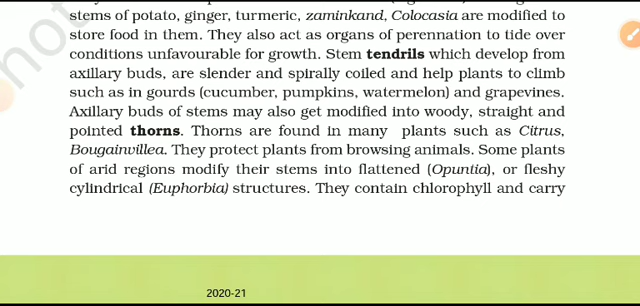 stems of potato, ginger, turmeric, zaminkand, Colocasia are modified to
store food in them. They also act as organs of perennation to tide over
conditions unfavourable for growth. Stem tendrils which develop from
axillary buds, are slender and spirally coiled and help plants to climb
such as in gourds (cucumber, pumpkins, watermelon) and grapevines.
Axillary buds of stems may also get modified into woody, straight and
pointed thorns. Thorns are found in many plants such as Citrus,
Bougainvillea. They protect plants from browsing animals. Some plants
of arid regions modify their stems into flattened (Opuntia), or fleshy
cylindrical (Euphorbia) structures. They contain chlorophyll and carry
2020-21